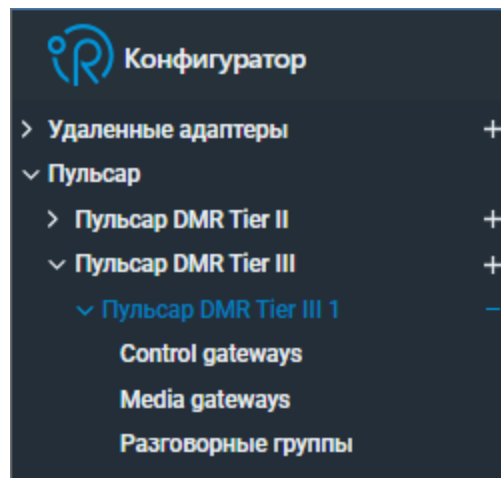 Конфигуратор
Удаленные адаптеры
Пульсар
Пульсар DMR Tier II
Пульсар DMR Tier III
Пульсар DMR Tier III 1
Control gateways
Media gateways
Разговорные группы